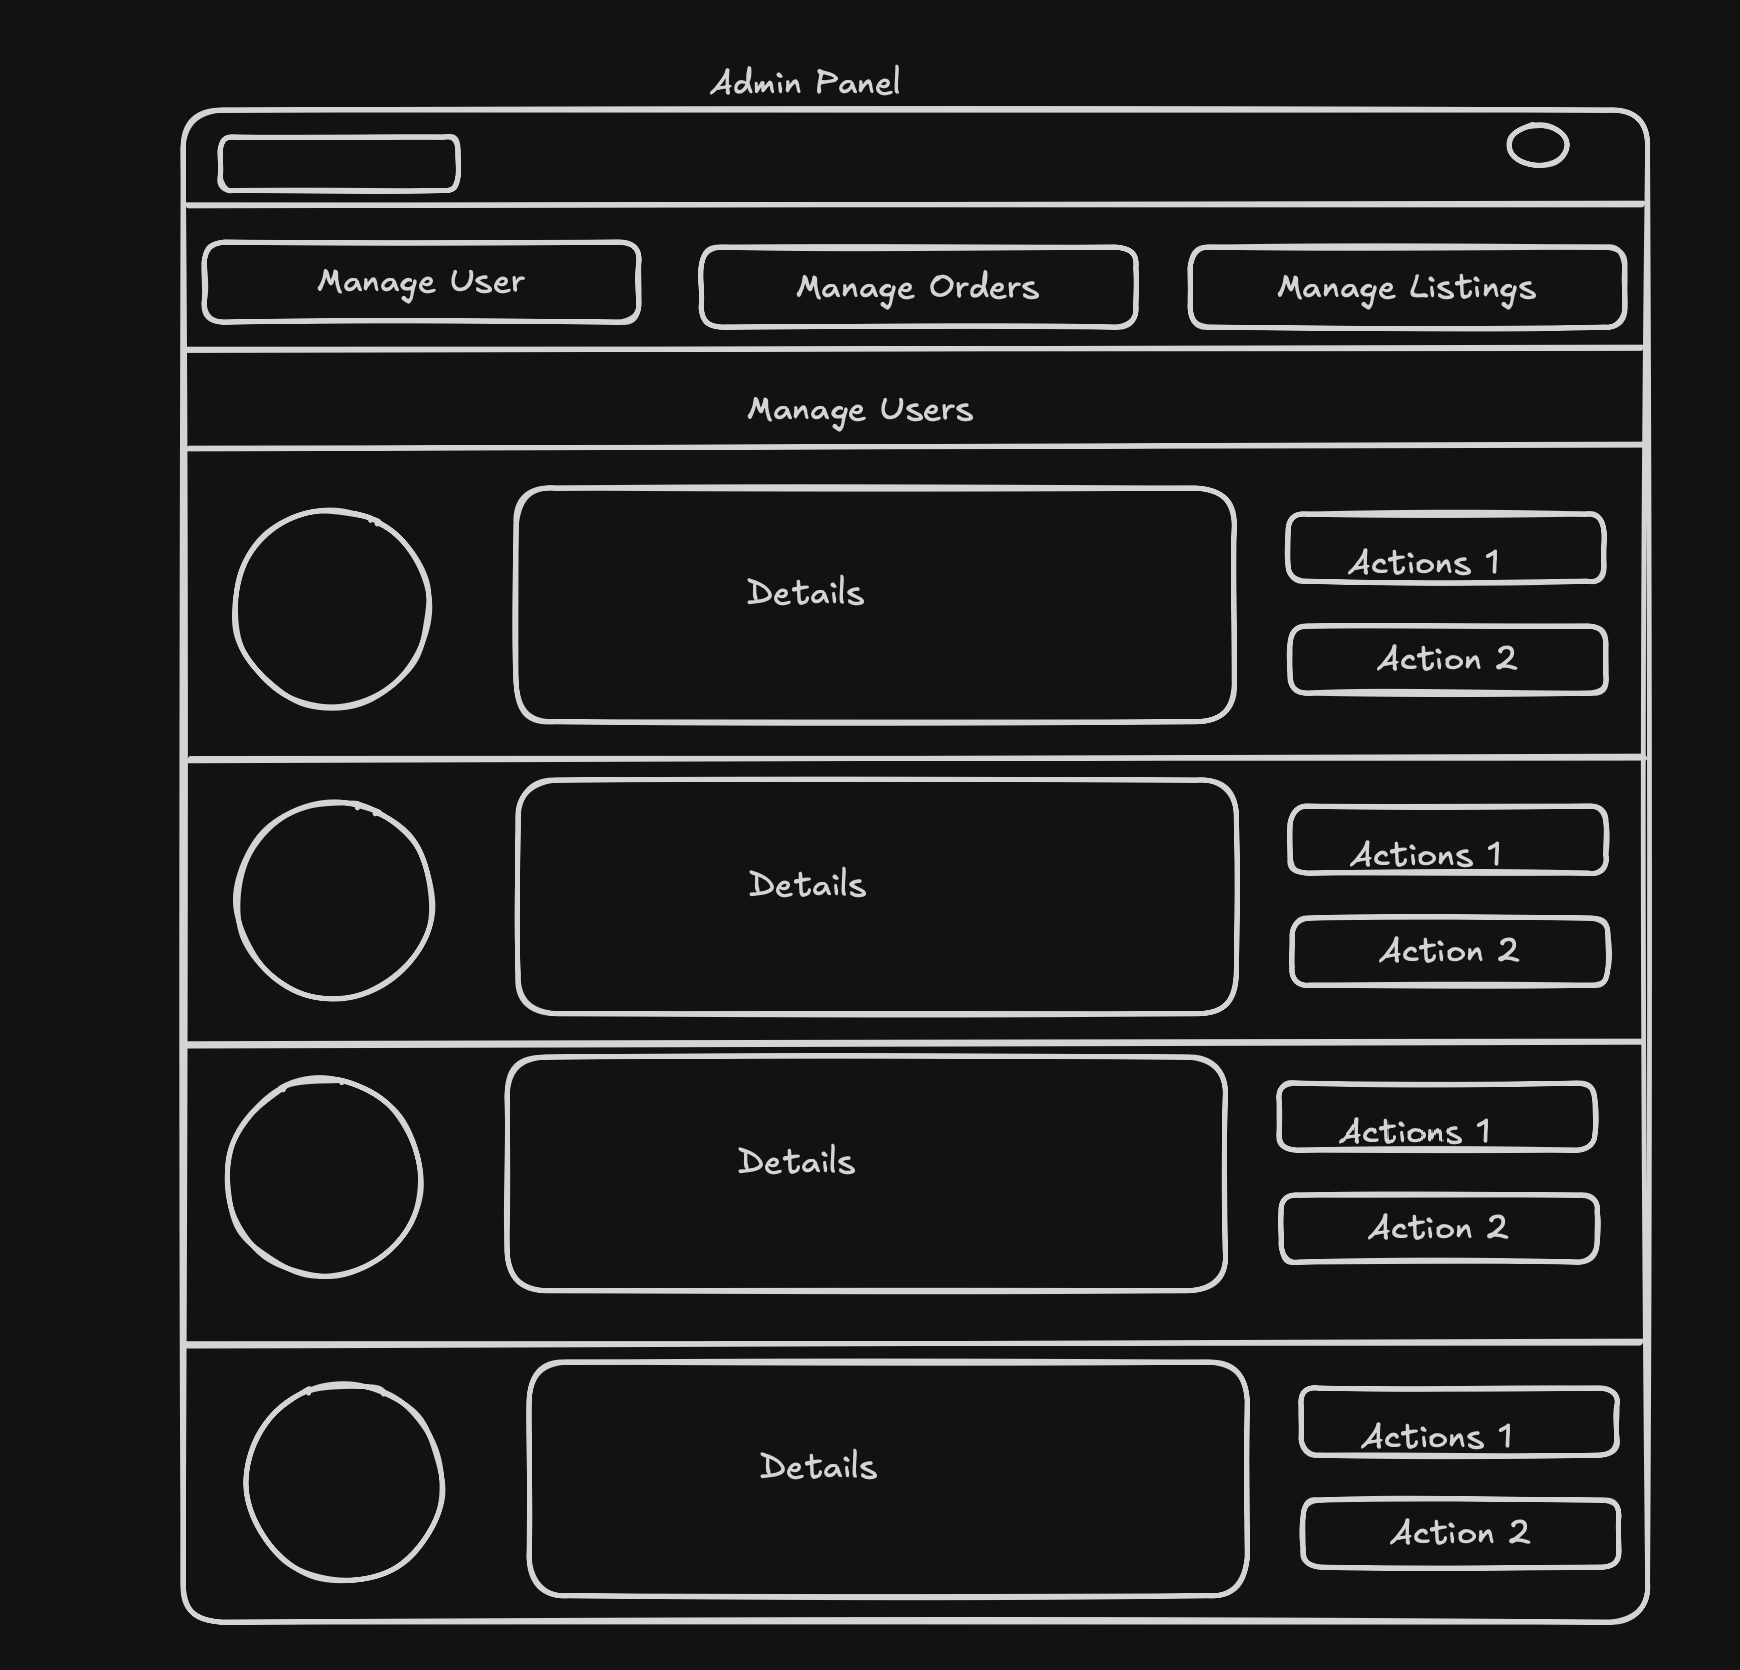 Admin Panel
Manage User
Manage Orders
Manage Listings
Manage Users
Details
Actions 1
Action 2
Details
Actions 1
Action 2
Details
Actions 1
Action 2
Details
Actions 1
Action 2